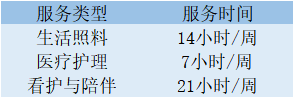 服务类型 服务时间
生活照料 14小时/周
医疗护理 7小时/周
看护与陪伴 21小时/周